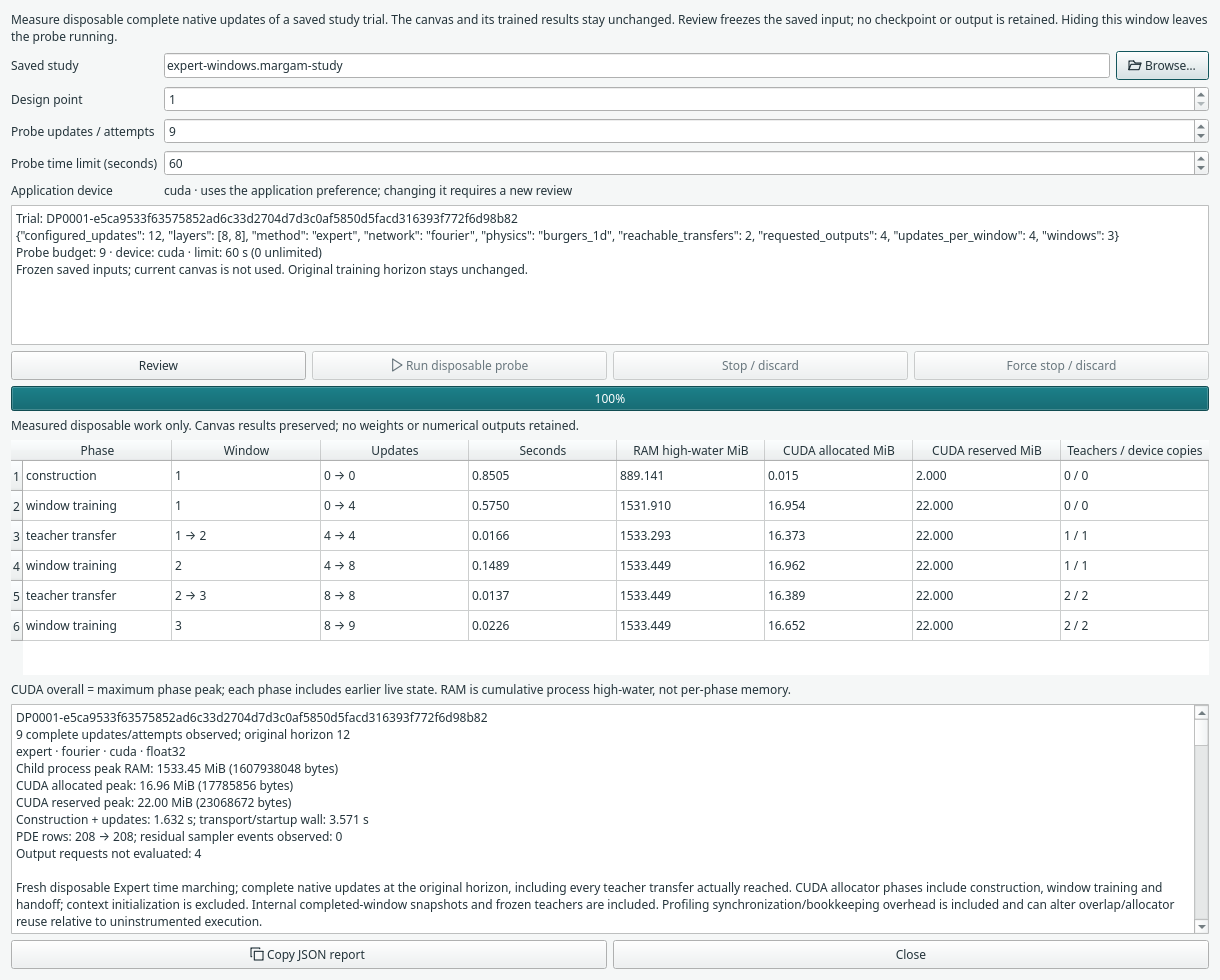 Measure disposable complete native updates of a saved study trial. The canvas and its trained results stay unchanged. Review freezes the saved input; no checkpoint or output is retained. Hiding this window leaves
the probe running.
Saved study expert-windows.margam-study Browse...
Design point 1
Probe updates / attempts 9
Probe time limit (seconds) 60
Application device cuda · uses the application preference; changing it requires a new review
Trial: DP0001-e5ca9533f63575852ad6c33d2704d7d3c0af5850d5facd316393f772f6d98b82
{"configured_updates": 12, "layers": [8, 8], "method": "expert", "network": "fourier", "physics": "burgers_1d", "reachable_transfers": 2, "requested_outputs": 4, "updates_per_window": 4, "windows": 3}
Probe budget: 9 · device: cuda · limit: 60 s (0 unlimited)
Frozen saved inputs; current canvas is not used. Original training horizon stays unchanged.
Review Run disposable probe Stop / discard Force stop / discard
100%
Measured disposable work only. Canvas results preserved; no weights or numerical outputs retained.
Phase Window Updates Seconds RAM high-water MiB CUDA allocated MiB CUDA reserved MiB Teachers / device copies
1 construction 1 0 → 0 0.8505 889.141 0.015 2.000 0 / 0
2 window training 1 0 → 4 0.5750 1531.910 16.954 22.000 0 / 0
3 teacher transfer 1 → 2 4 → 4 0.0166 1533.293 16.373 22.000 1 / 1
4 window training 2 4 → 8 0.1489 1533.449 16.962 22.000 1 / 1
5 teacher transfer 2 → 3 8 → 8 0.0137 1533.449 16.389 22.000 2 / 2
6 window training 3 8 → 9 0.0226 1533.449 16.652 22.000 2 / 2
CUDA overall = maximum phase peak; each phase includes earlier live state. RAM is cumulative process high-water, not per-phase memory.
DP0001-e5ca9533f63575852ad6c33d2704d7d3c0af5850d5facd316393f772f6d98b82
9 complete updates/attempts observed; original horizon 12
expert · fourier · cuda · float32
Child process peak RAM: 1533.45 MiB (1607938048 bytes)
CUDA allocated peak: 16.96 MiB (17785856 bytes)
CUDA reserved peak: 22.00 MiB (23068672 bytes)
Construction + updates: 1.632 s; transport/startup wall: 3.571 s
PDE rows: 208 → 208; residual sampler events observed: 0
Output requests not evaluated: 4
Fresh disposable Expert time marching; complete native updates at the original horizon, including every teacher transfer actually reached. CUDA allocator phases include construction, window training and
handoff; context initialization is excluded. Internal completed-window snapshots and frozen teachers are included. Profiling synchronization/bookkeeping overhead is included and can alter overlap/allocator
reuse relative to uninstrumented execution.
Copy JSON report Close